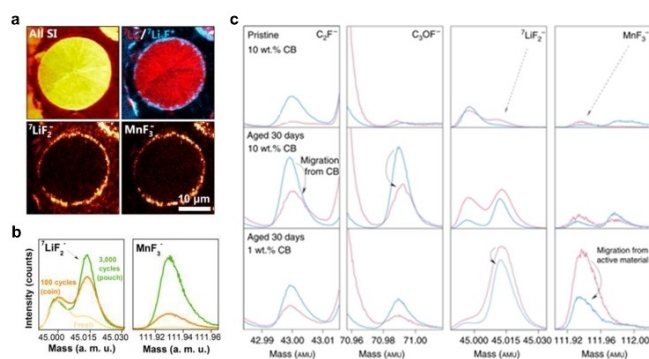 a
All SI
/⁷LiF₂⁻
⁷LiF₂⁻
MnF₃⁻
10 μm
b
⁷LiF₂⁻
MnF₃⁻
3,000
cycles
(pouch)
100 cycles
(coin)
Intensity (counts)
45.000 45.015 45.030
111.92 111.94 111.96
Mass (a. m. u.)
Mass (a. m. u.)
c
Pristine
10 wt.% CB
C₂F⁻
C₃OF⁻
⁷LiF₂⁻
MnF₃⁻
Aged 30 days
10 wt.% CB
Migration
from CB
Aged 30 days
1 wt.% CB
Migration from
active material
42.99 43.00 43.01
70.98 70.99 71.00
45.000 45.015
111.92 111.96 112.00
Mass (AMU)
Mass (AMU)
Mass (AMU)
Mass (AMU)